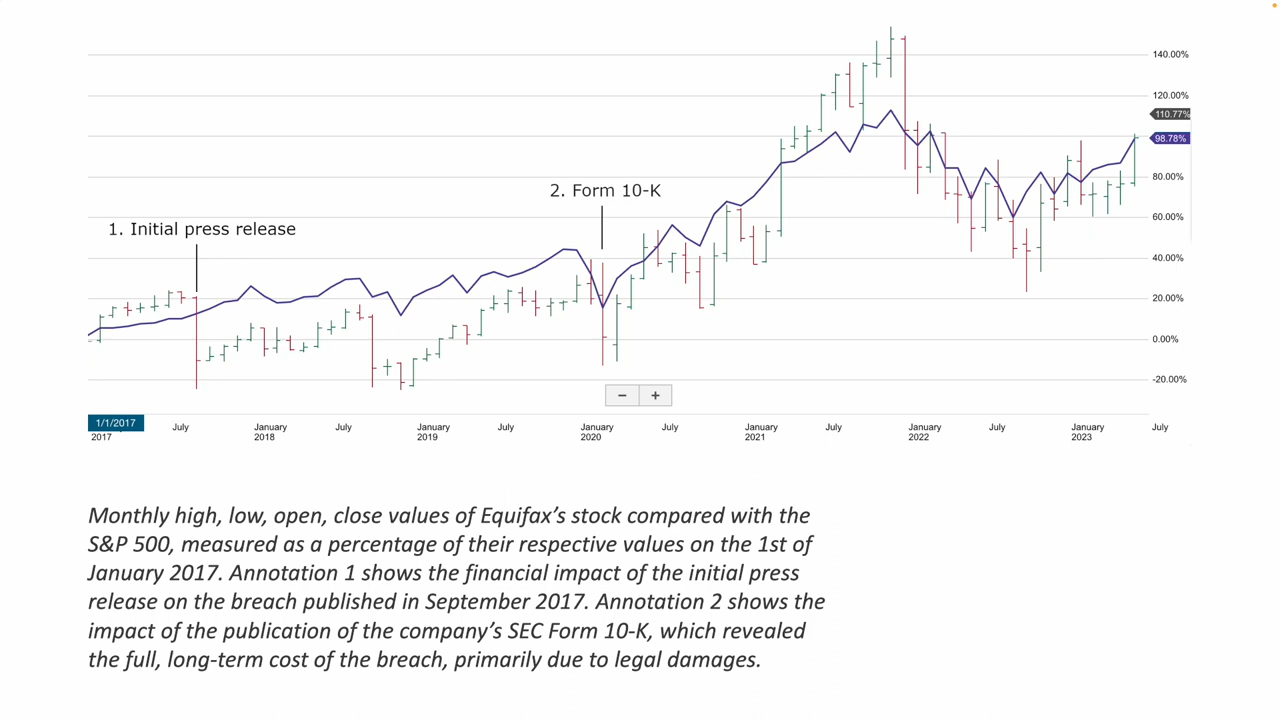 140.00%
120.00%
110.77%
98.78%
80.00%
2. Form 10-K
60.00%
1. Initial press release
40.00%
20.00%
0.00%
-20.00%
− +
1/1/2017
2017 July January 2018 July January 2019 July January 2020 July January 2021 July January 2022 July January 2023 July
Monthly high, low, open, close values of Equifax’s stock compared with the
S&P 500, measured as a percentage of their respective values on the 1st of
January 2017. Annotation 1 shows the financial impact of the initial press
release on the breach published in September 2017. Annotation 2 shows the
impact of the publication of the company’s SEC Form 10-K, which revealed
the full, long-term cost of the breach, primarily due to legal damages.